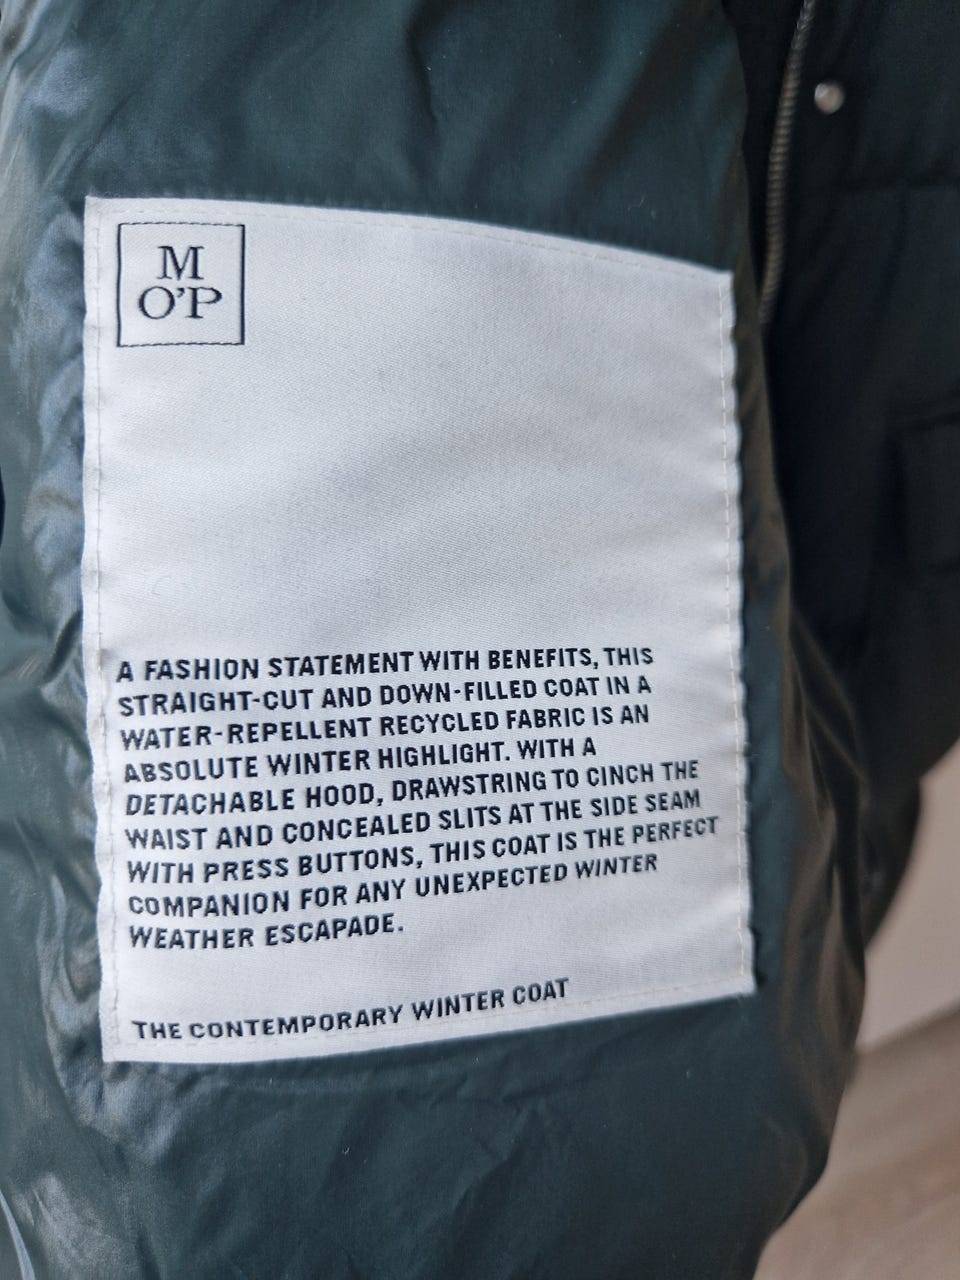 M
O'P
A FASHION STATEMENT WITH BENEFITS, THIS
STRAIGHT-CUT AND DOWN-FILLED COAT IN A
WATER-REPELLENT RECYCLED FABRIC IS AN
ABSOLUTE WINTER HIGHLIGHT. WITH A
DETACHABLE HOOD, DRAWSTRING TO CINCH THE
WAIST AND CONCEALED SLITS AT THE SIDE SEAM
WITH PRESS BUTTONS, THIS COAT IS THE PERFECT
COMPANION FOR ANY UNEXPECTED WINTER
WEATHER ESCAPADE.
THE CONTEMPORARY WINTER COAT